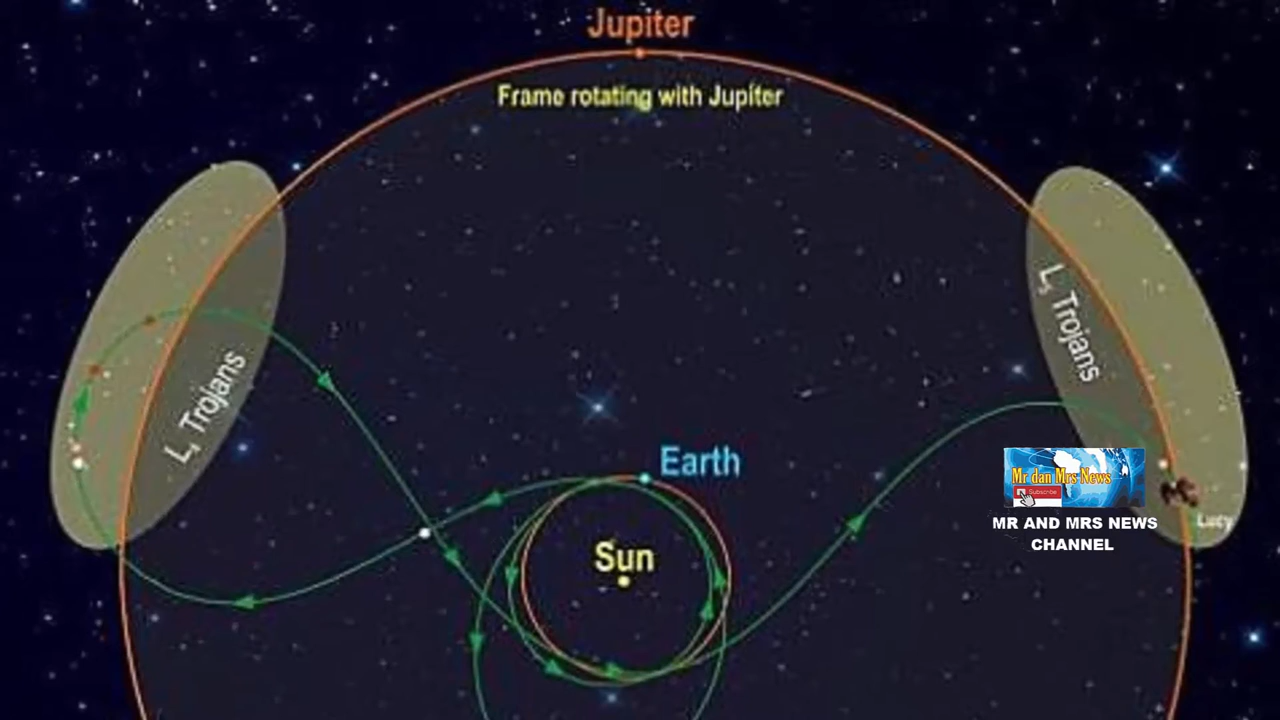 Jupiter
Frame rotating with Jupiter
L₄ Trojans
L₅ Trojans
Earth
Sun
Mr dan Mrs News
Subscribe
MR AND MRS NEWS
CHANNEL
Lucy